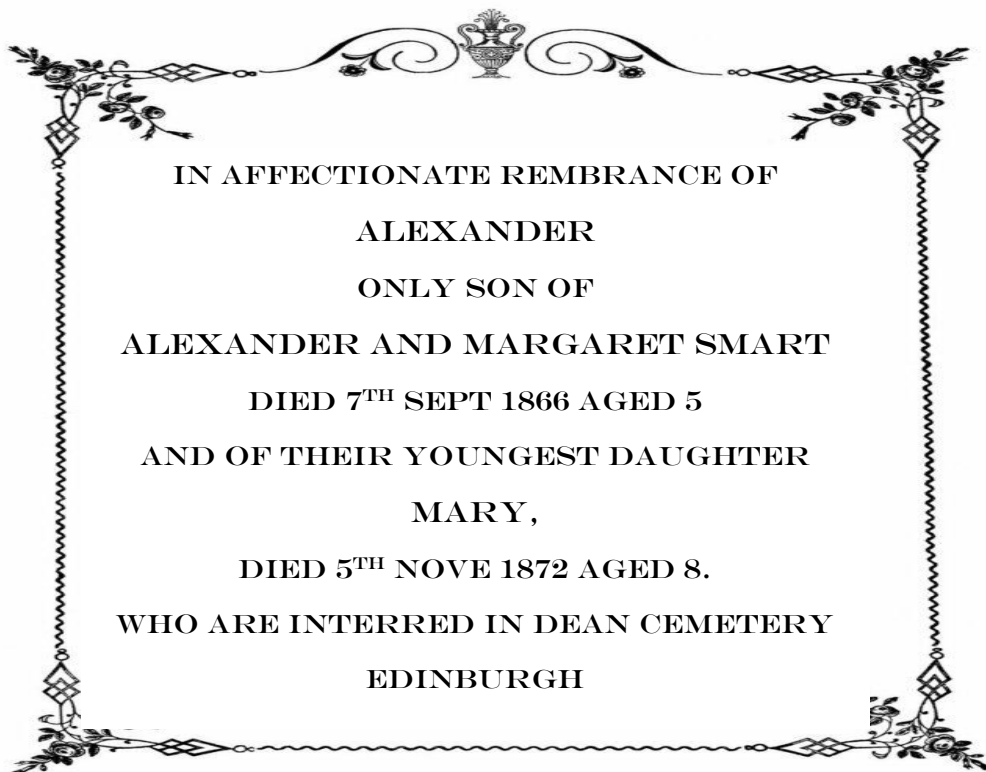 IN AFFECTIONATE REMBRANCE OF
ALEXANDER
ONLY SON OF
ALEXANDER AND MARGARET SMART
DIED 7TH SEPT 1866 AGED 5
AND OF THEIR YOUNGEST DAUGHTER
MARY,
DIED 5TH NOVE 1872 AGED 8.
WHO ARE INTERRED IN DEAN CEMETERY
EDINBURGH